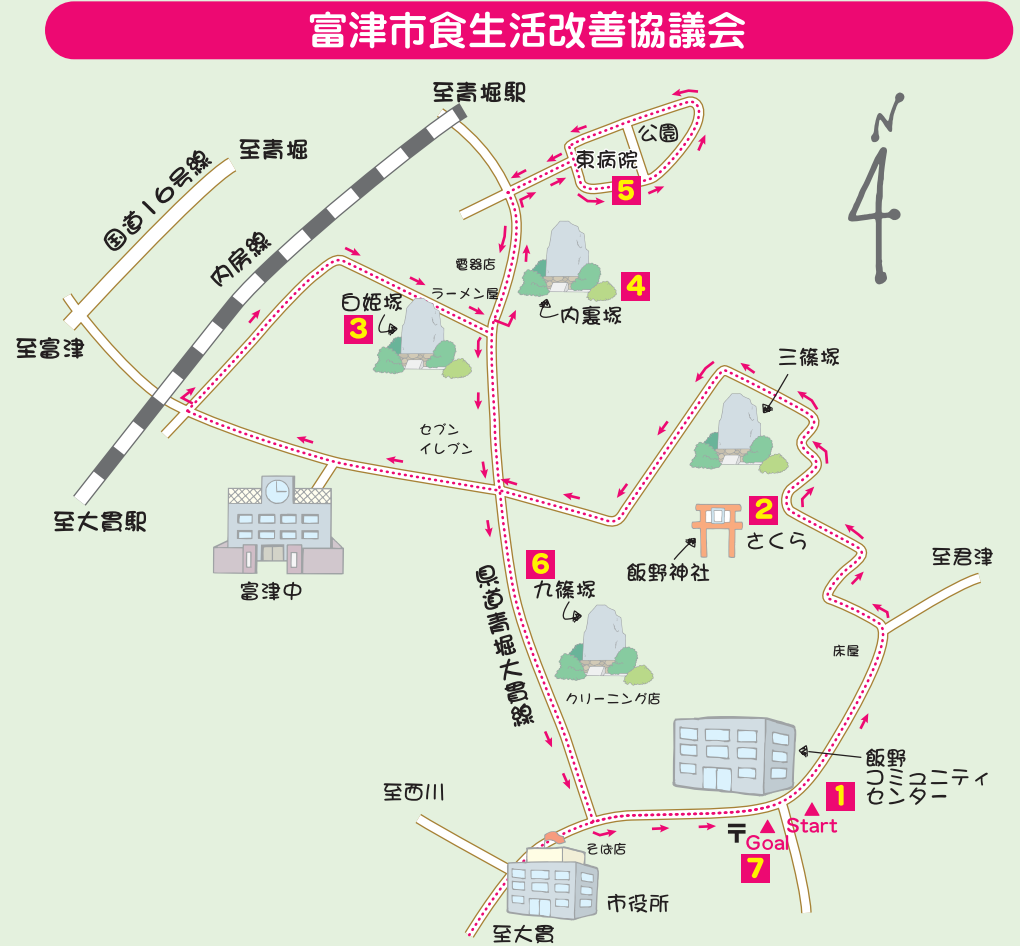 富津市食生活改善協議会
至青堀駅
至青堀
国道16号線
内房線
公園
東病院
5
N
4
電器店
ラーメン屋
白姫塚
3
4
内裏塚
至富津
三篠塚
セブン
イレブン
至大貫駅
富津中
2
さくら
飯野神社
6
九篠塚
至君津
県道青堀大貫線
床屋
クリーニング店
飯野
コミュニティ
センター
至西川
1
Start
〒
Goal
7
そば店
市役所
至大貫